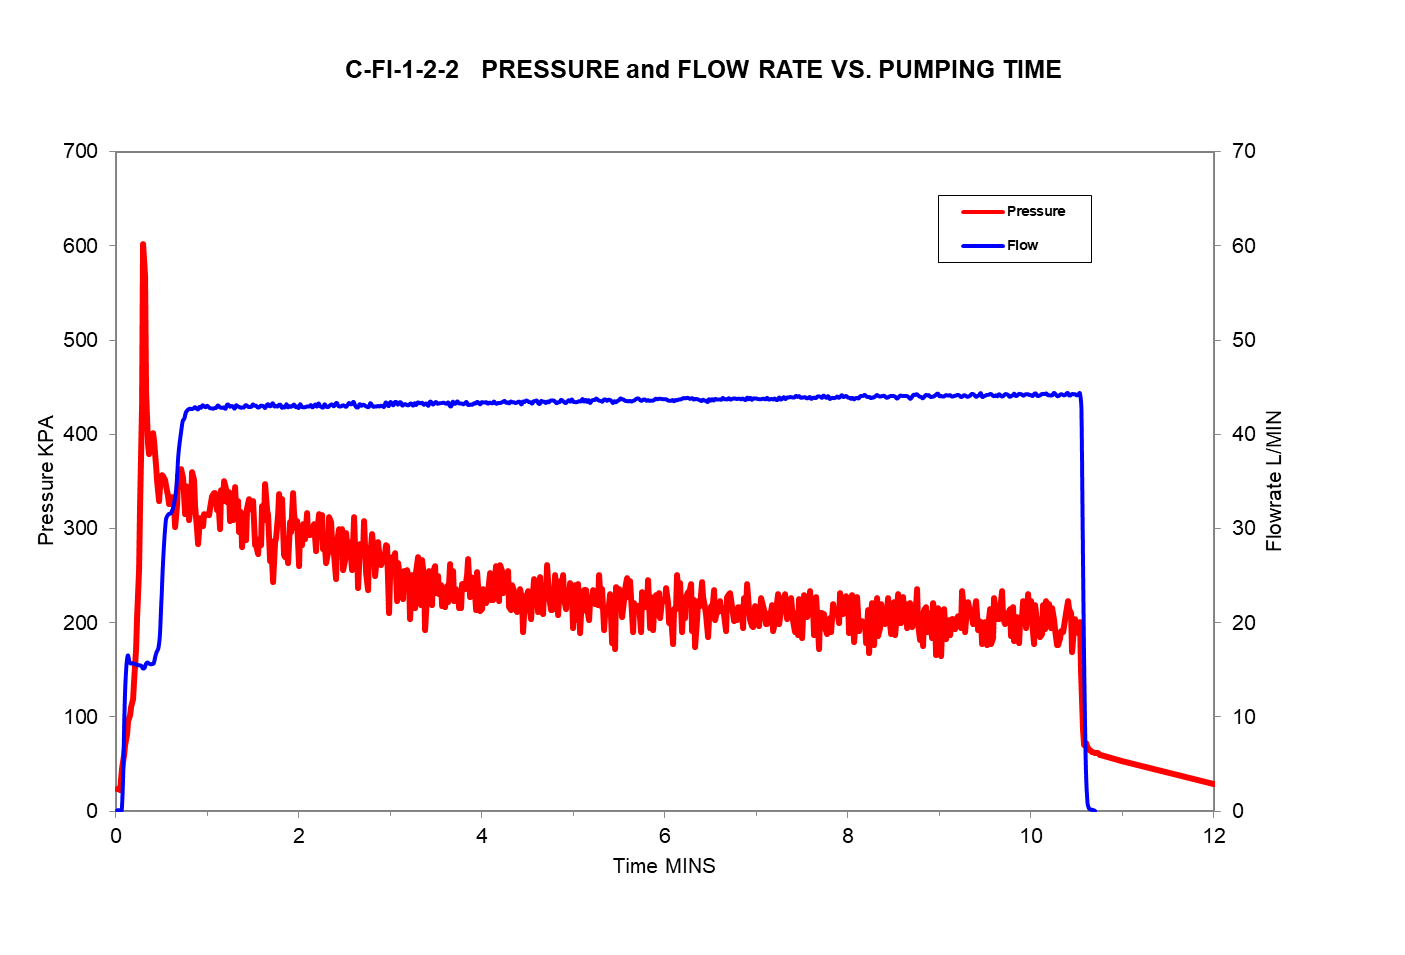 C-FI-1-2-2 PRESSURE and FLOW RATE VS. PUMPING TIME
700
600
500
400
300
200
100
0
Pressure KPA
70
60
50
40
30
20
10
0
Flowrate L/MIN
Pressure
Flow
0 2 4 6 8 10 12
Time MINS